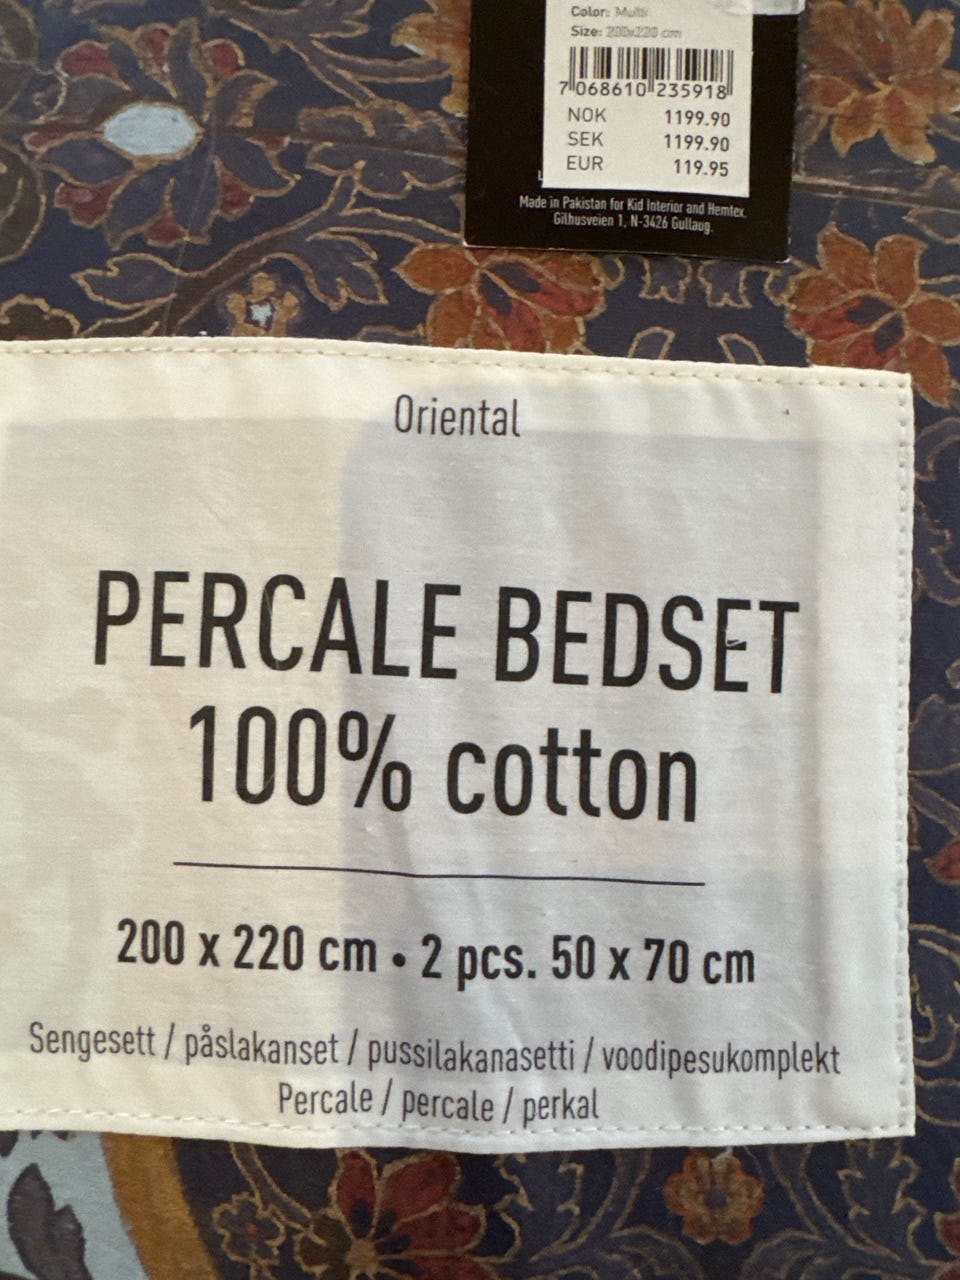 Color: Multi
Size: 200x220 cm
7 068610 235918
NOK 1199.90
SEK 1199.90
EUR 119.95
Made in Pakistan for Kid Interior and Hemtex.
Gilhusveien 1, N-3426 Gullaug.
Oriental
PERCALE BEDSET
100% cotton
200 x 220 cm • 2 pcs. 50 x 70 cm
Sengesett / påslakanset / pussilakanasetti / voodipesukomplekt
Percale / percale / perkal